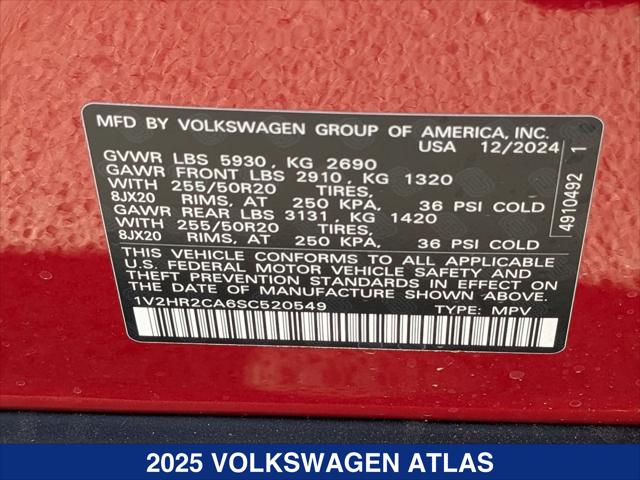 MFD BY VOLKSWAGEN GROUP OF AMERICA, INC.
USA 12/2024
GVWR LBS 5930 , KG 2690
GAWR FRONT LBS 2910 , KG 1320
WITH 255/50R20 TIRES,
8JX20 RIMS, AT 250 KPA, 36 PSI COLD
GAWR REAR LBS 3131 , KG 1420
WITH 255/50R20 TIRES,
8JX20 RIMS, AT 250 KPA, 36 PSI COLD
THIS VEHICLE CONFORMS TO ALL APPLICABLE
U.S. FEDERAL MOTOR VEHICLE SAFETY AND
THEFT PREVENTION STANDARDS IN EFFECT ON
THE DATE OF MANUFACTURE SHOWN ABOVE.
1V2HR2CA6SC520549 TYPE: MPV
4910492 1
2025 VOLKSWAGEN ATLAS